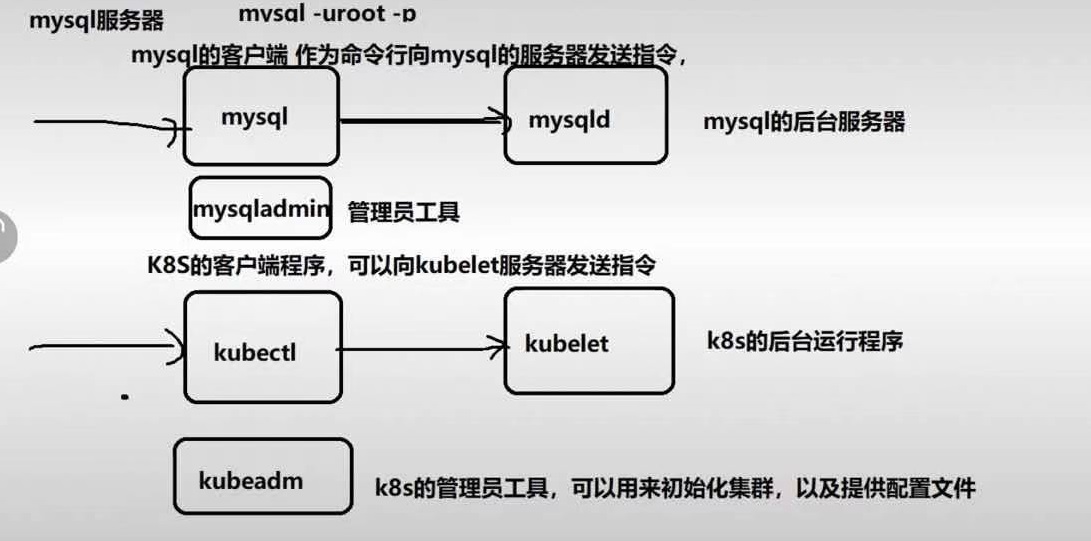 mysql服务器
mysql -uroot -p
mysql的客户端 作为命令行向mysql的服务器发送指令，
mysql
mysqld
mysql的后台服务器
mysqladmin
管理员工具
K8S的客户端程序，可以向kubelet服务器发送指令
kubectl
kubelet
k8s的后台运行程序
kubeadm
k8s的管理员工具，可以用来初始化集群，以及提供配置文件